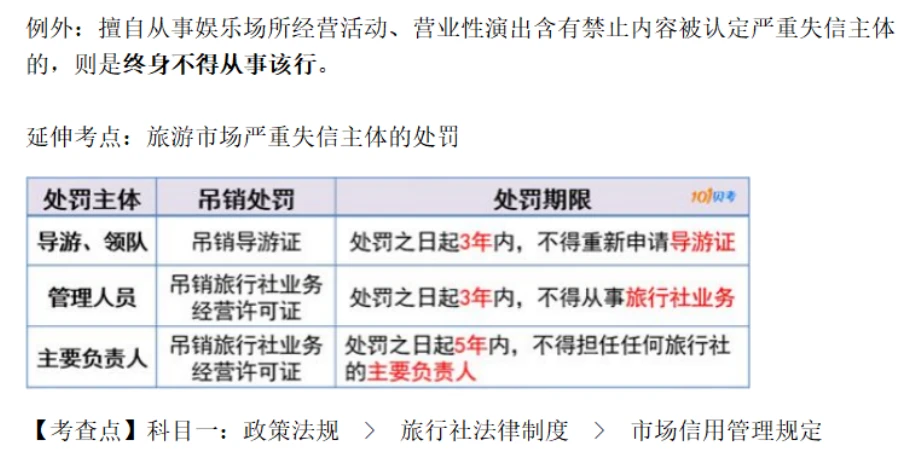 例外：擅自从事娱乐场所经营活动、营业性演出含有禁止内容被认定严重失信主体
的，则是终身不得从事该行。
延伸考点：旅游市场严重失信主体的处罚
处罚主体 吊销处罚 处罚期限 101贝考
导游、领队 吊销导游证 处罚之日起3年内，不得重新申请导游证
管理人员 吊销旅行社业务
经营许可证 处罚之日起3年内，不得从事旅行社业务
主要负责人 吊销旅行社业务
经营许可证 处罚之日起5年内，不得担任任何旅行社
的主要负责人
【考查点】科目一：政策法规 > 旅行社法律制度 > 市场信用管理规定